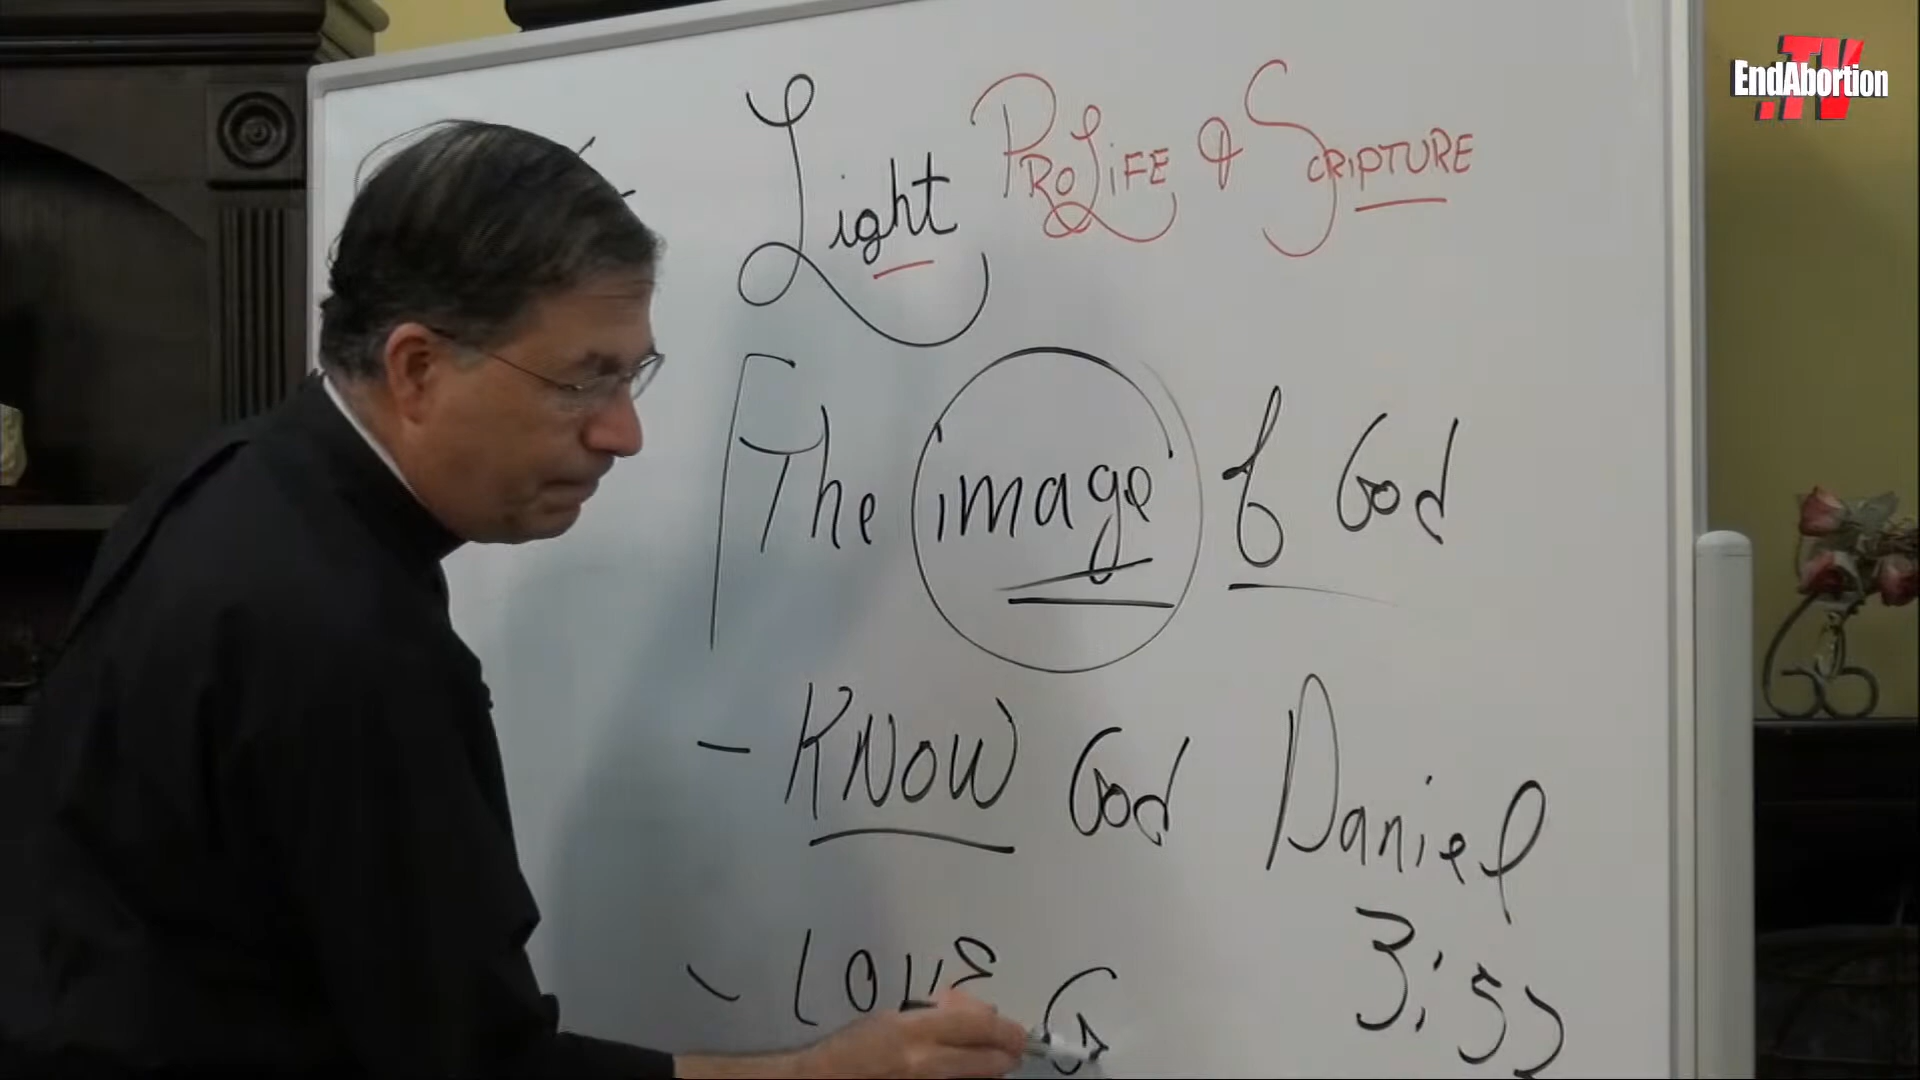 EndAbortion
.TV
Light ProLife & SCRIPTURE
The image of God
- KNOW God Daniel
- LOVE G 3:52